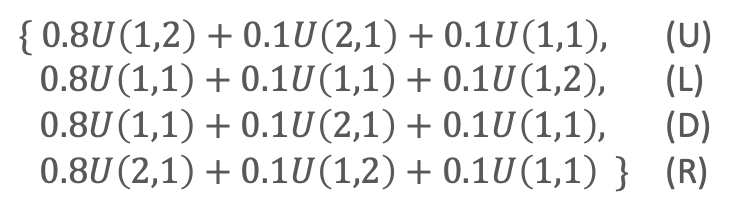 { 0.8U(1,2) + 0.1U(2,1) + 0.1U(1,1), (U)
0.8U(1,1) + 0.1U(1,1) + 0.1U(1,2), (L)
0.8U(1,1) + 0.1U(2,1) + 0.1U(1,1), (D)
0.8U(2,1) + 0.1U(1,2) + 0.1U(1,1) } (R)